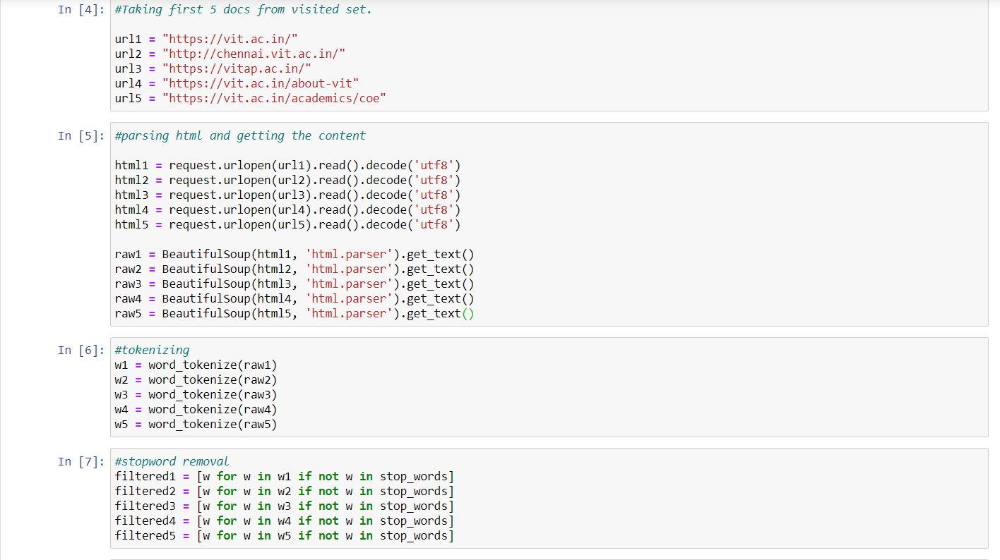 In [4]: #Taking first 5 docs from visited set.
url1 = "https://vit.ac.in/"
url2 = "http://chennai.vit.ac.in/"
url3 = "https://vitap.ac.in/"
url4 = "https://vit.ac.in/about-vit"
url5 = "https://vit.ac.in/academics/coe"
In [5]: #parsing html and getting the content
html1 = request.urlopen(url1).read().decode('utf8')
html2 = request.urlopen(url2).read().decode('utf8')
html3 = request.urlopen(url3).read().decode('utf8')
html4 = request.urlopen(url4).read().decode('utf8')
html5 = request.urlopen(url5).read().decode('utf8')
raw1 = BeautifulSoup(html1, 'html.parser').get_text()
raw2 = BeautifulSoup(html2, 'html.parser').get_text()
raw3 = BeautifulSoup(html3, 'html.parser').get_text()
raw4 = BeautifulSoup(html4, 'html.parser').get_text()
raw5 = BeautifulSoup(html5, 'html.parser').get_text()
In [6]: #tokenizing
w1 = word_tokenize(raw1)
w2 = word_tokenize(raw2)
w3 = word_tokenize(raw3)
w4 = word_tokenize(raw4)
w5 = word_tokenize(raw5)
In [7]: #stopword removal
filtered1 = [w for w in w1 if not w in stop_words]
filtered2 = [w for w in w2 if not w in stop_words]
filtered3 = [w for w in w3 if not w in stop_words]
filtered4 = [w for w in w4 if not w in stop_words]
filtered5 = [w for w in w5 if not w in stop_words]